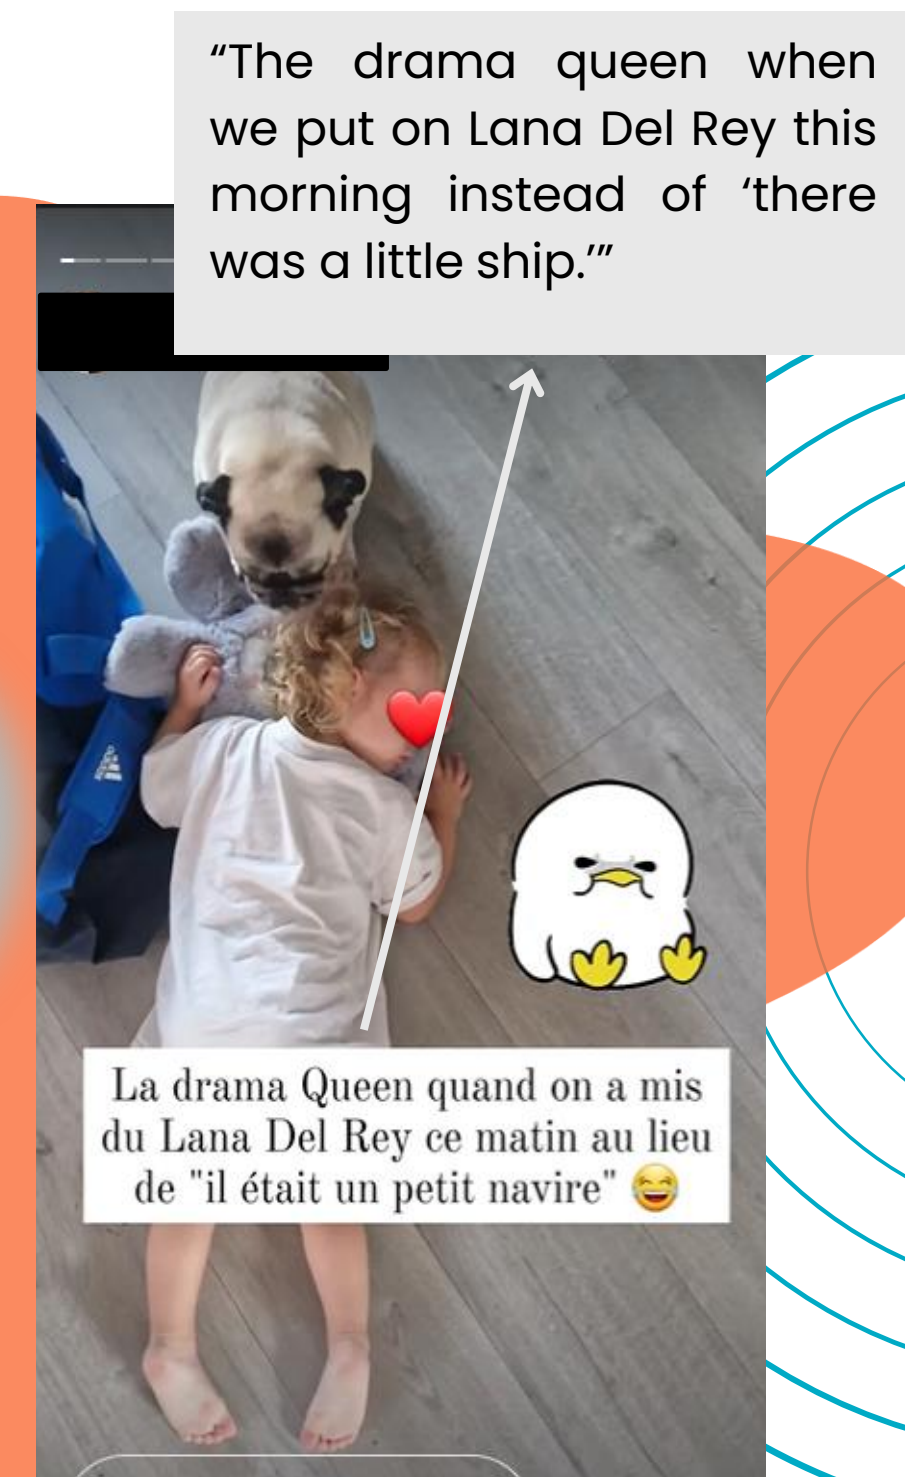 “The drama queen when
we put on Lana Del Rey this
morning instead of ‘there
was a little ship.’”
La drama Queen quand on a mis
du Lana Del Rey ce matin au lieu
de "il était un petit navire" 😂